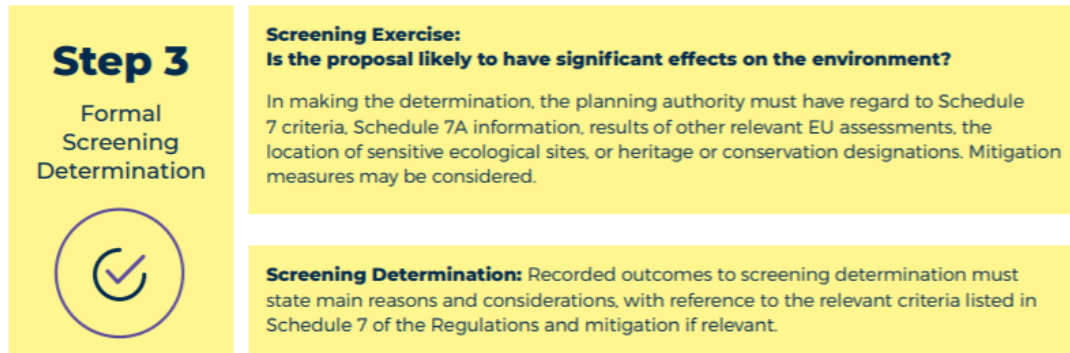 Step 3
Formal
Screening
Determination
Screening Exercise:
Is the proposal likely to have significant effects on the environment?
In making the determination, the planning authority must have regard to Schedule
7 criteria, Schedule 7A information, results of other relevant EU assessments, the
location of sensitive ecological sites, or heritage or conservation designations. Mitigation
measures may be considered.
Screening Determination: Recorded outcomes to screening determination must
state main reasons and considerations, with reference to the relevant criteria listed in
Schedule 7 of the Regulations and mitigation if relevant.